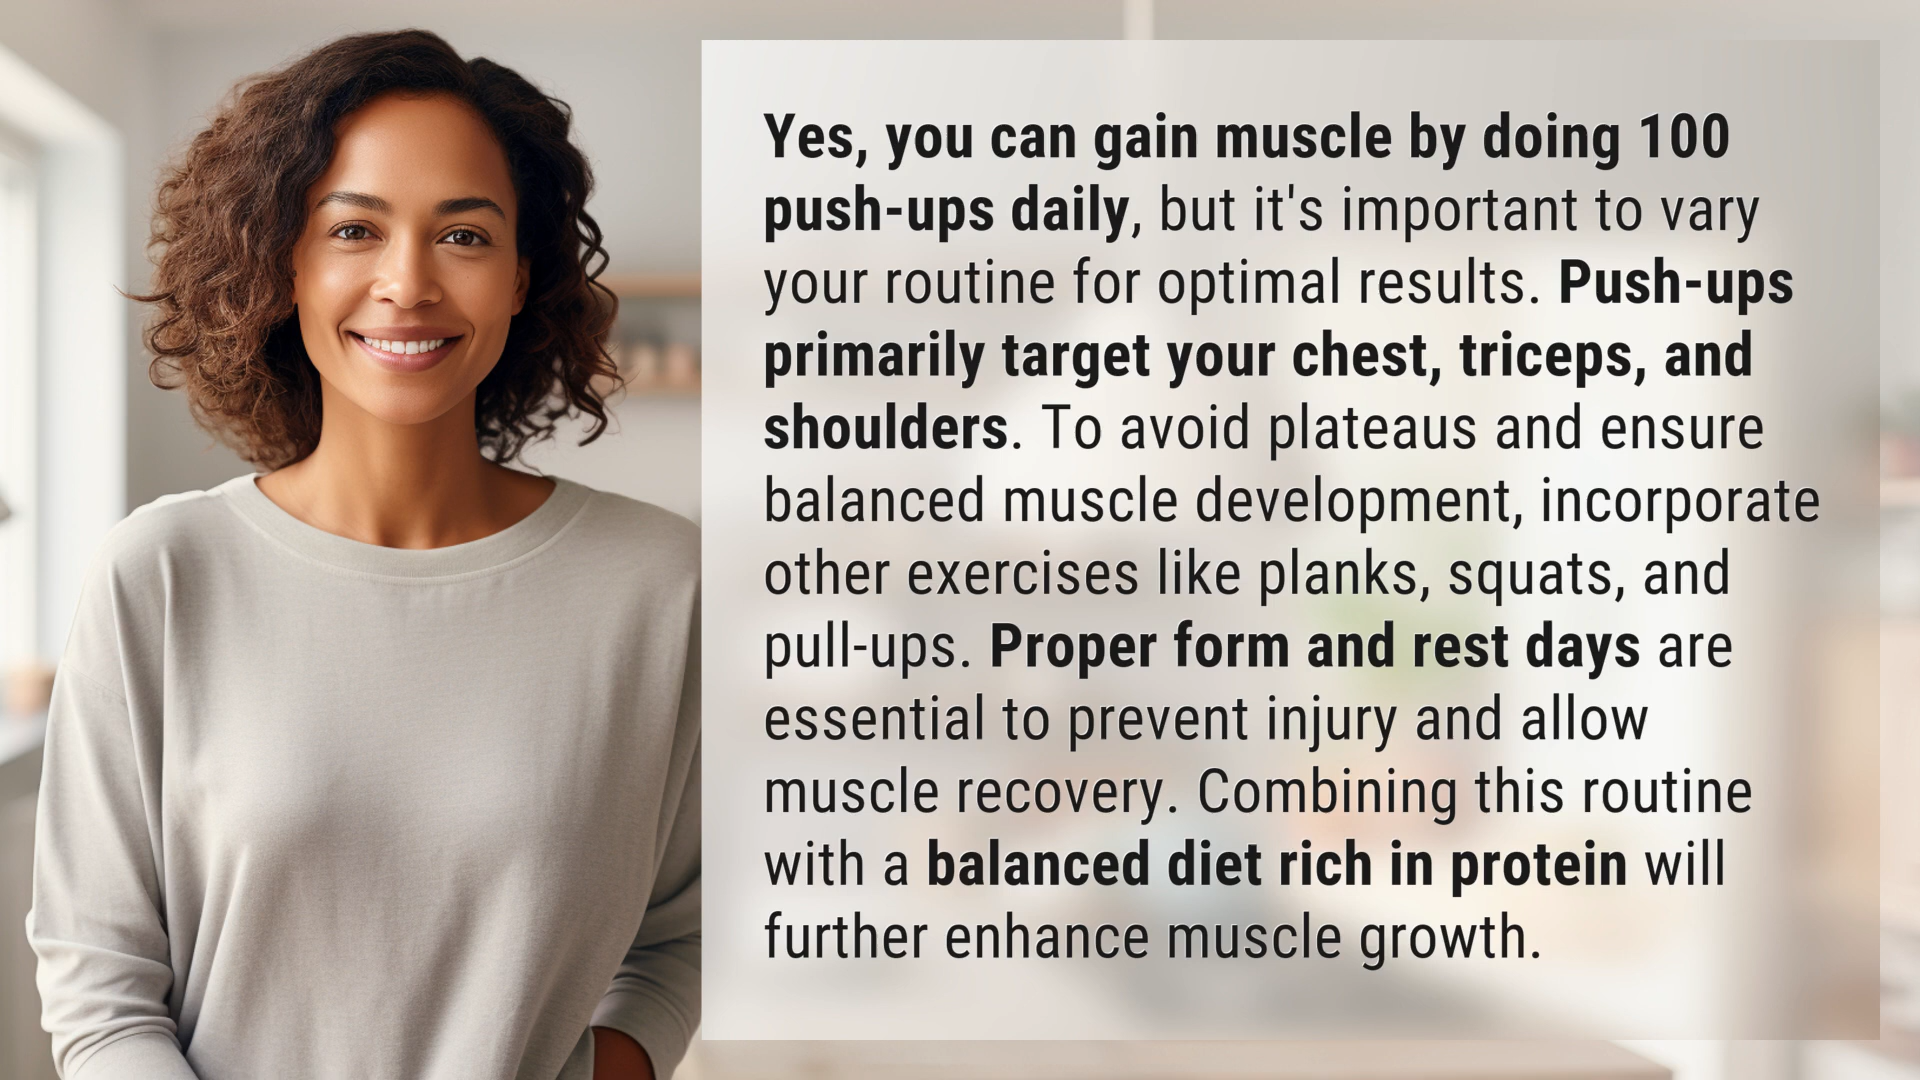 Yes, you can gain muscle by doing 100
push-ups daily, but it's important to vary
your routine for optimal results. Push-ups
primarily target your chest, triceps, and
shoulders. To avoid plateaus and ensure
balanced muscle development, incorporate
other exercises like planks, squats, and
pull-ups. Proper form and rest days are
essential to prevent injury and allow
muscle recovery. Combining this routine
with a balanced diet rich in protein will
further enhance muscle growth.